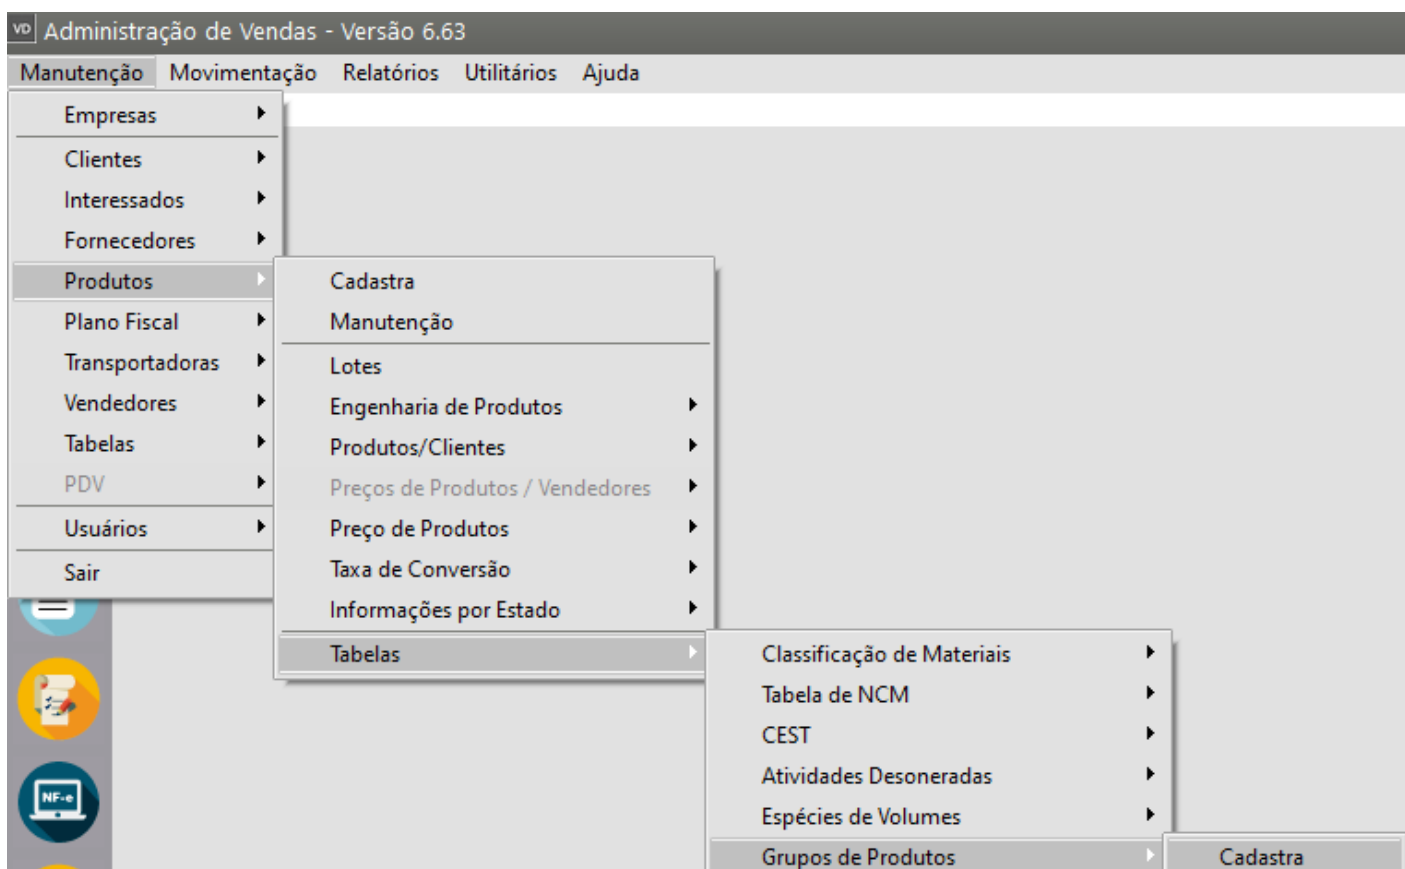 VD Administração de Vendas - Versão 6.63
Manutenção Movimentação Relatórios Utilitários Ajuda
Empresas
Clientes
Interessados
Fornecedores
Produtos
Plano Fiscal
Transportadoras
Vendedores
Tabelas
PDV
Usuários
Sair
Cadastra
Manutenção
Lotes
Engenharia de Produtos
Produtos/Clientes
Preços de Produtos / Vendedores
Preço de Produtos
Taxa de Conversão
Informações por Estado
Tabelas
Classificação de Materiais
Tabela de NCM
CEST
Atividades Desoneradas
Espécies de Volumes
Grupos de Produtos
Cadastra
NF-e